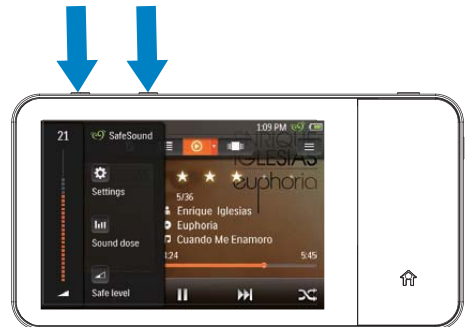 21 SafeSound
1:09 PM
ENRIQUE
IGLESIAS
euphoria
Settings
5/36
Enrique Iglesias
Euphoria
Cuando Me Enamoro
Sound dose
3:24 5:45
Safe level